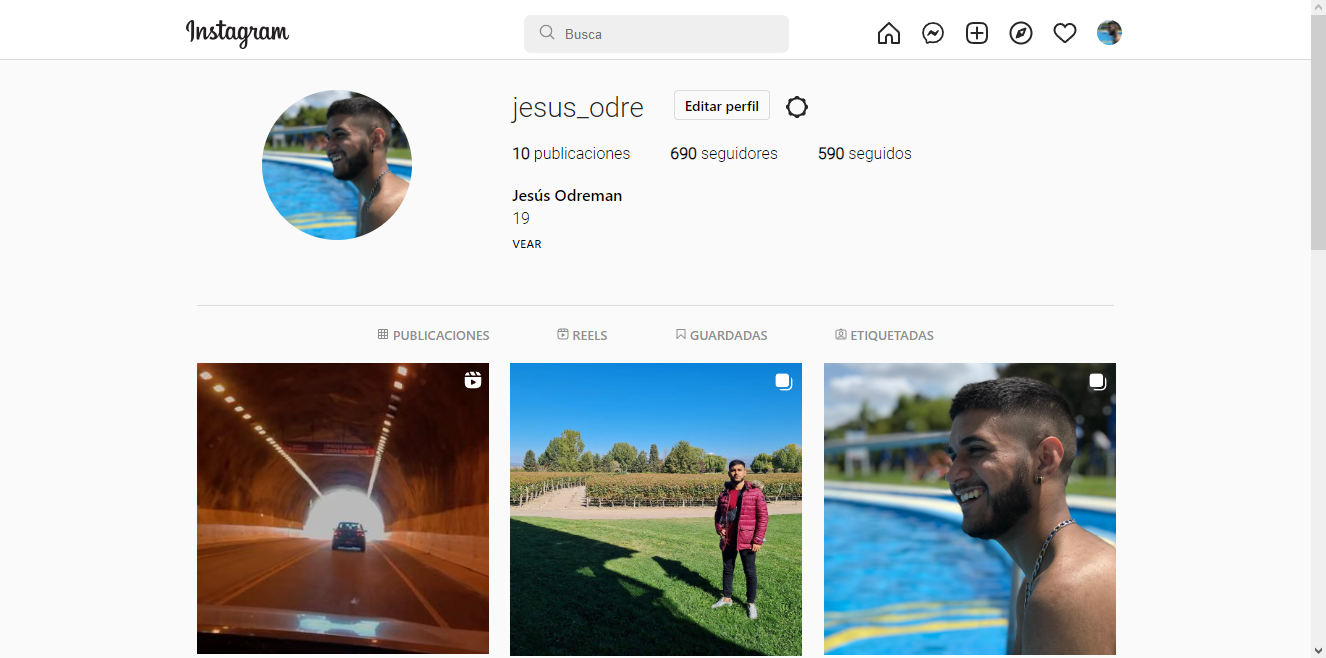 Instagram
Busca
jesus_odre Editar perfil
10 publicaciones 690 seguidores 590 seguidos
Jesús Odreman
19
VEAR
PUBLICACIONES REELS GUARDADAS ETIQUETADAS